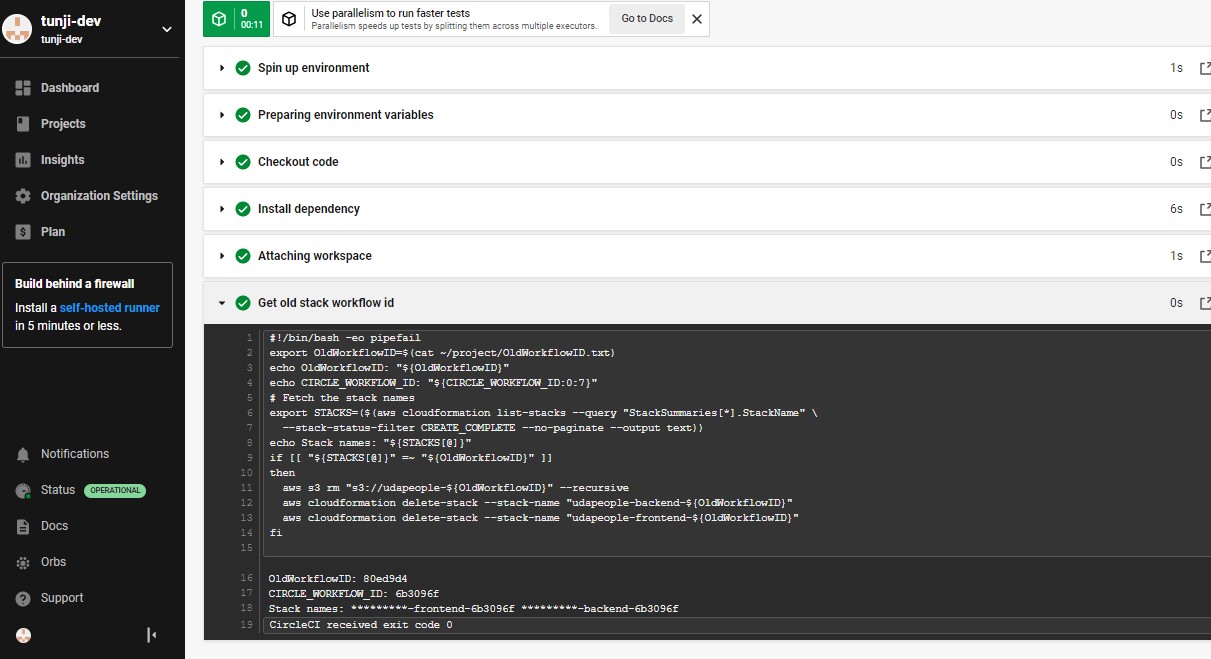 tunji-dev
tunji-dev
Dashboard
Projects
Insights
Organization Settings
Plan
Build behind a firewall
Install a self-hosted runner
in 5 minutes or less.
Notifications
Status OPERATIONAL
Docs
Orbs
Support
0
00:11
Use parallelism to run faster tests
Parallelism speeds up tests by splitting them across multiple executors.
Go to Docs
Spin up environment 1s
Preparing environment variables 0s
Checkout code 0s
Install dependency 6s
Attaching workspace 1s
Get old stack workflow id 0s
1 #!/bin/bash -eo pipefail
2 export OldWorkflowID=$(cat ~/project/OldWorkflowID.txt)
3 echo OldWorkflowID: "${OldWorkflowID}"
4 echo CIRCLE_WORKFLOW_ID: "${CIRCLE_WORKFLOW_ID:0:7}"
5 # Fetch the stack names
6 export STACKS=($(aws cloudformation list-stacks --query "StackSummaries[*].StackName" \
7 --stack-status-filter CREATE_COMPLETE --no-paginate --output text))
8 echo Stack names: "${STACKS[@]}"
9 if [[ "${STACKS[@]}" =~ "${OldWorkflowID}" ]]
10 then
11 aws s3 rm "s3://udapeople-${OldWorkflowID}" --recursive
12 aws cloudformation delete-stack --stack-name "udapeople-backend-${OldWorkflowID}"
13 aws cloudformation delete-stack --stack-name "udapeople-frontend-${OldWorkflowID}"
14 fi
15
16 OldWorkflowID: 80ed9d4
17 CIRCLE_WORKFLOW_ID: 6b3096f
18 Stack names: *********-frontend-6b3096f *********-backend-6b3096f
19 CircleCI received exit code 0